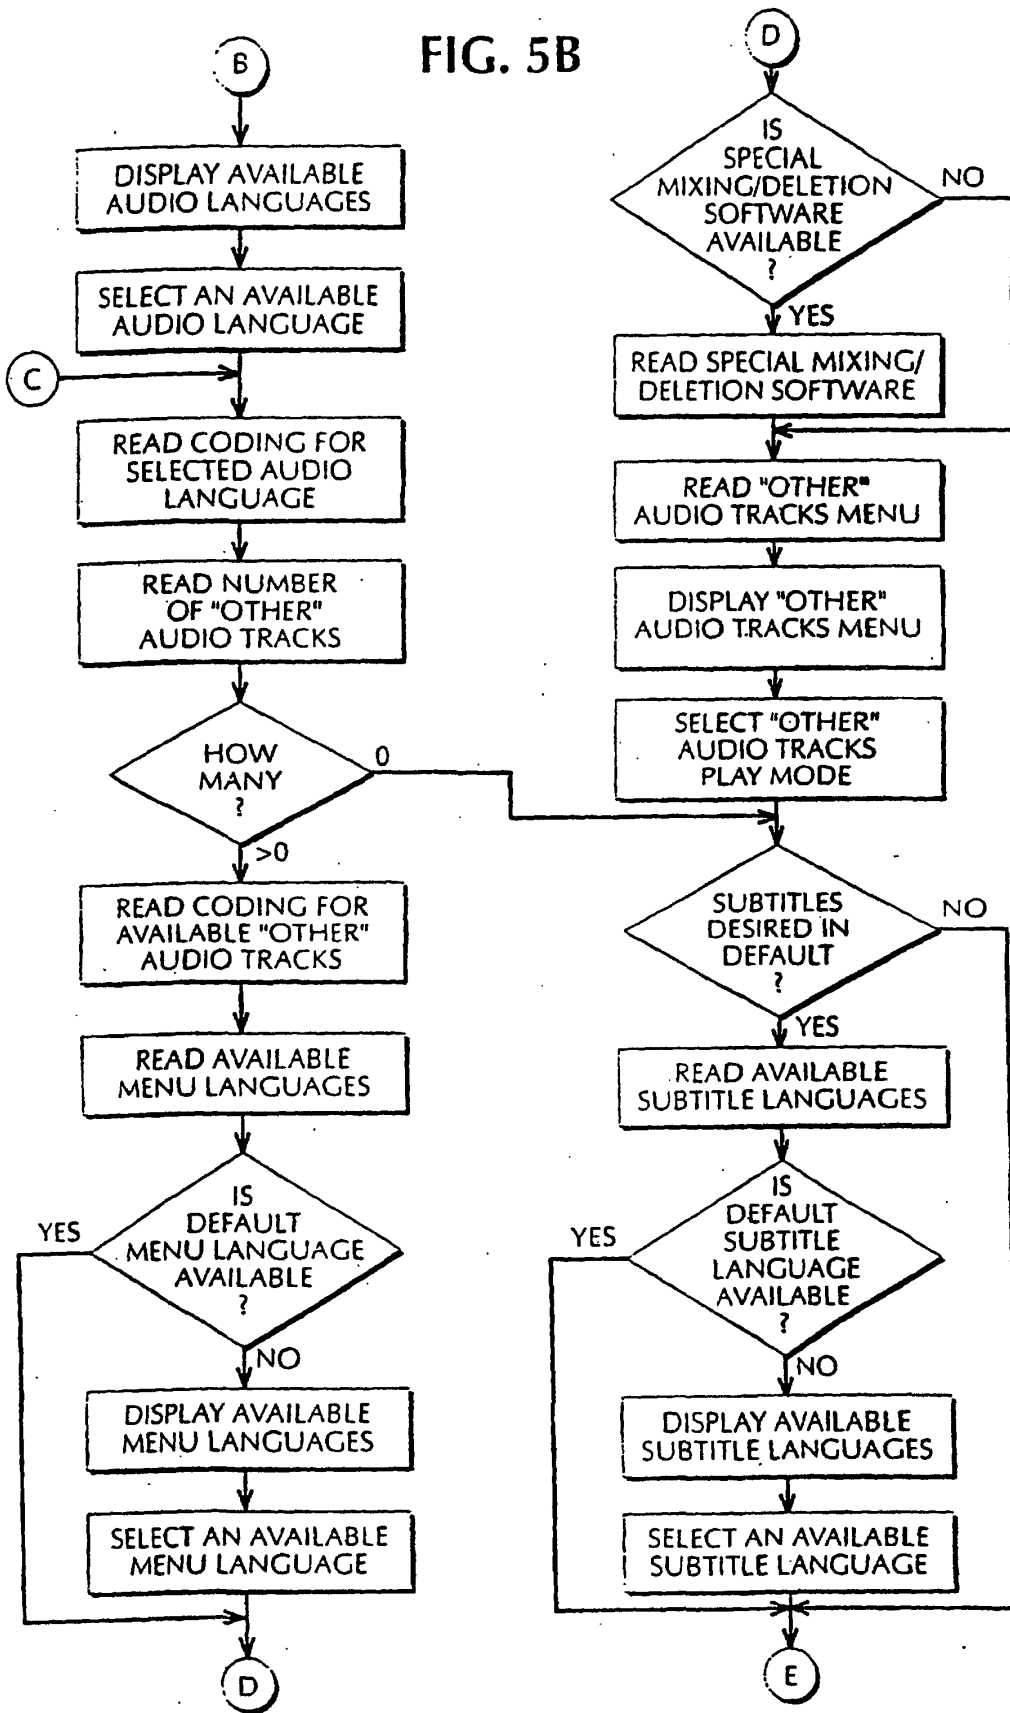 FIG. 5B
B
DISPLAY AVAILABLE
AUDIO LANGUAGES
SELECT AN AVAILABLE
AUDIO LANGUAGE
C
READ CODING FOR
SELECTED AUDIO
LANGUAGE
READ NUMBER
OF "OTHER"
AUDIO TRACKS
HOW
MANY
?
0
>0
READ CODING FOR
AVAILABLE "OTHER"
AUDIO TRACKS
READ AVAILABLE
MENU LANGUAGES
IS
DEFAULT
MENU LANGUAGE
AVAILABLE
?
YES
NO
DISPLAY AVAILABLE
MENU LANGUAGES
SELECT AN AVAILABLE
MENU LANGUAGE
D
D
IS
SPECIAL
MIXING/DELETION
SOFTWARE
AVAILABLE
?
NO
YES
READ SPECIAL MIXING/
DELETION SOFTWARE
READ "OTHER"
AUDIO TRACKS MENU
DISPLAY "OTHER"
AUDIO TRACKS MENU
SELECT "OTHER"
AUDIO TRACKS
PLAY MODE
SUBTITLES
DESIRED IN
DEFAULT
?
NO
YES
READ AVAILABLE
SUBTITLE LANGUAGES
IS
DEFAULT
SUBTITLE
LANGUAGE
AVAILABLE
?
YES
NO
DISPLAY AVAILABLE
SUBTITLE LANGUAGES
SELECT AN AVAILABLE
SUBTITLE LANGUAGE
E